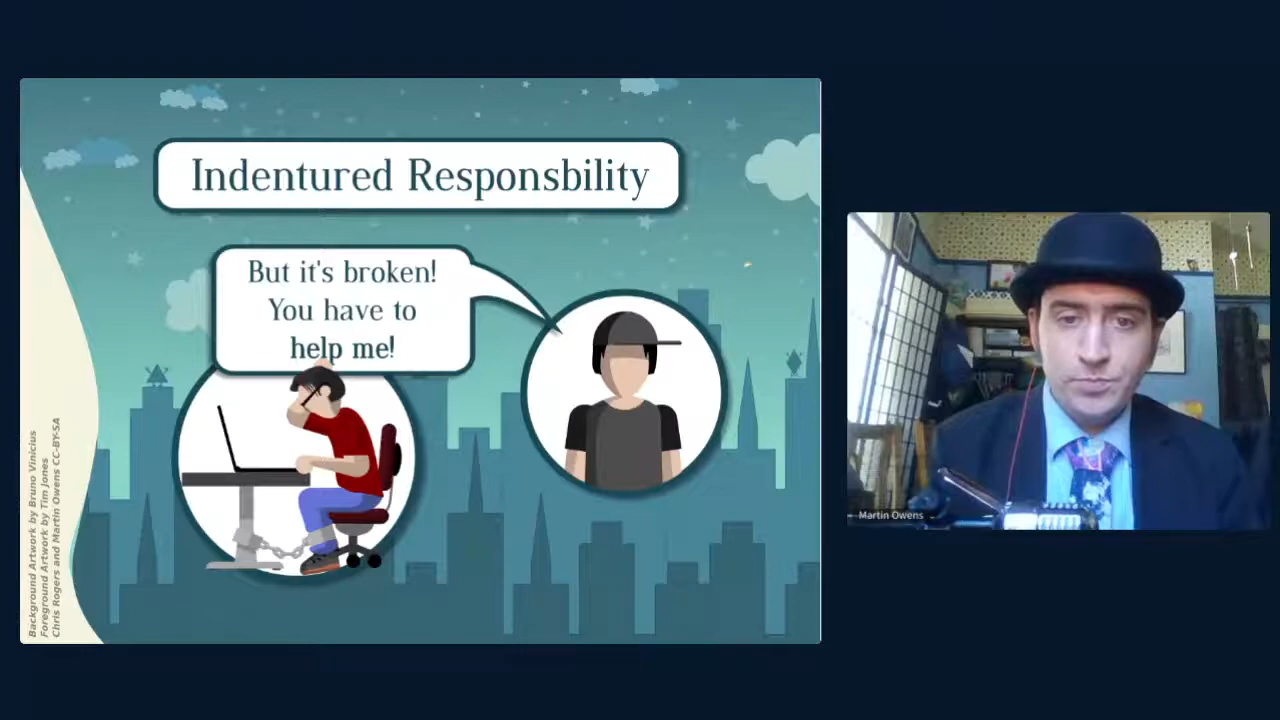 Indentured Responsbility
But it's broken!
You have to
help me!
Background Artwork by Bruno Vinicius
Foreground Artwork by Tim Jones
Chris Rogers and Martin Owens CC-BY-SA
Martin Owens